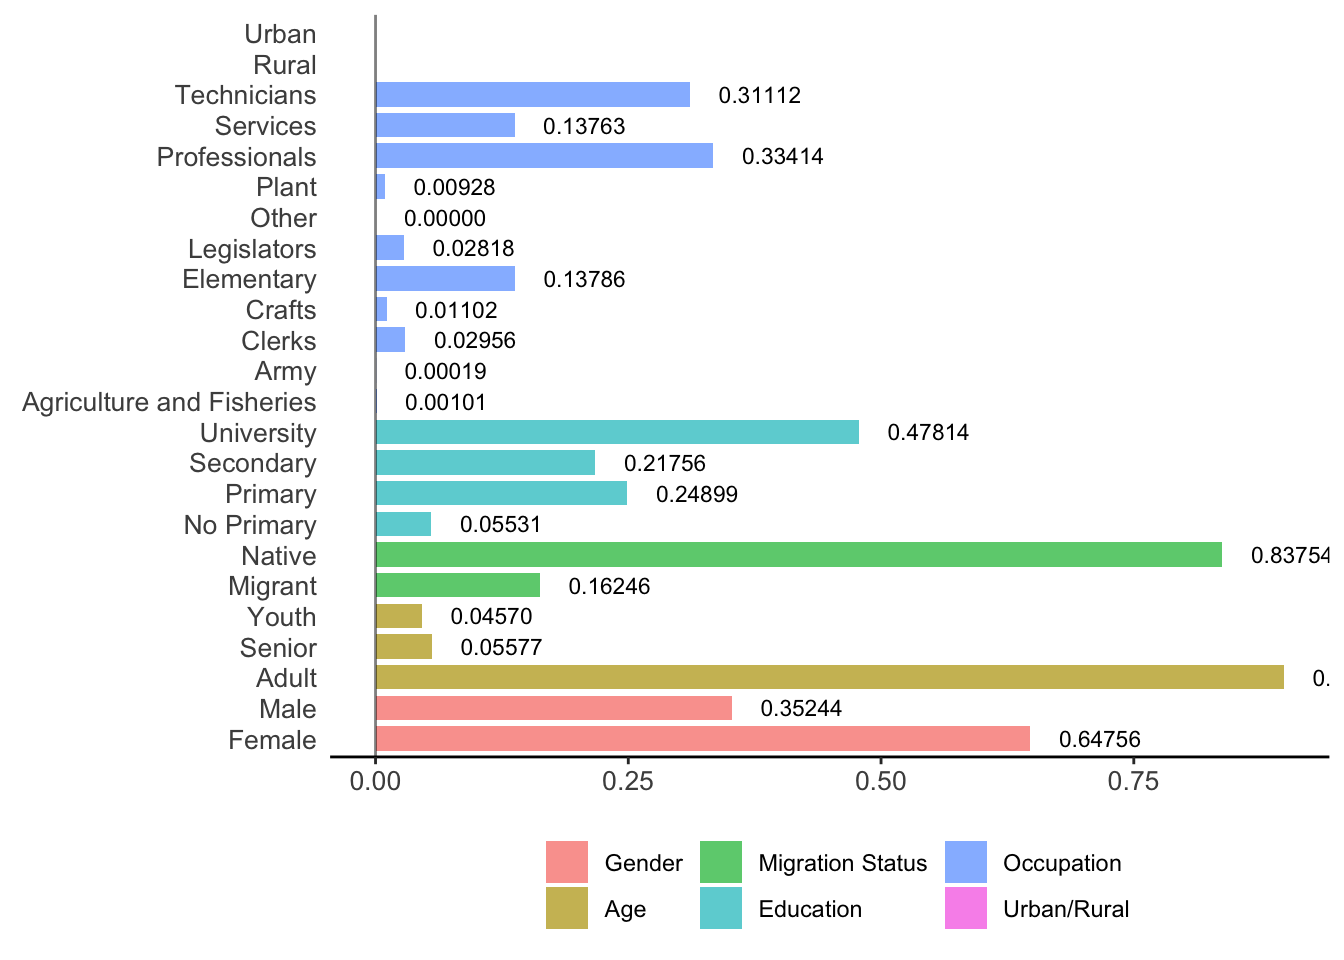 Urban
Rural
Technicians 0.31112
Services 0.13763
Professionals 0.33414
Plant 0.00928
Other 0.00000
Legislators 0.02818
Elementary 0.13786
Crafts 0.01102
Clerks 0.02956
Army 0.00019
Agriculture and Fisheries 0.00101
University 0.47814
Secondary 0.21756
Primary 0.24899
No Primary 0.05531
Native 0.83754
Migrant 0.16246
Youth 0.04570
Senior 0.05577
Adult 0.
Male 0.35244
Female 0.64756
0.00 0.25 0.50 0.75
Gender Migration Status Occupation
Age Education Urban/Rural